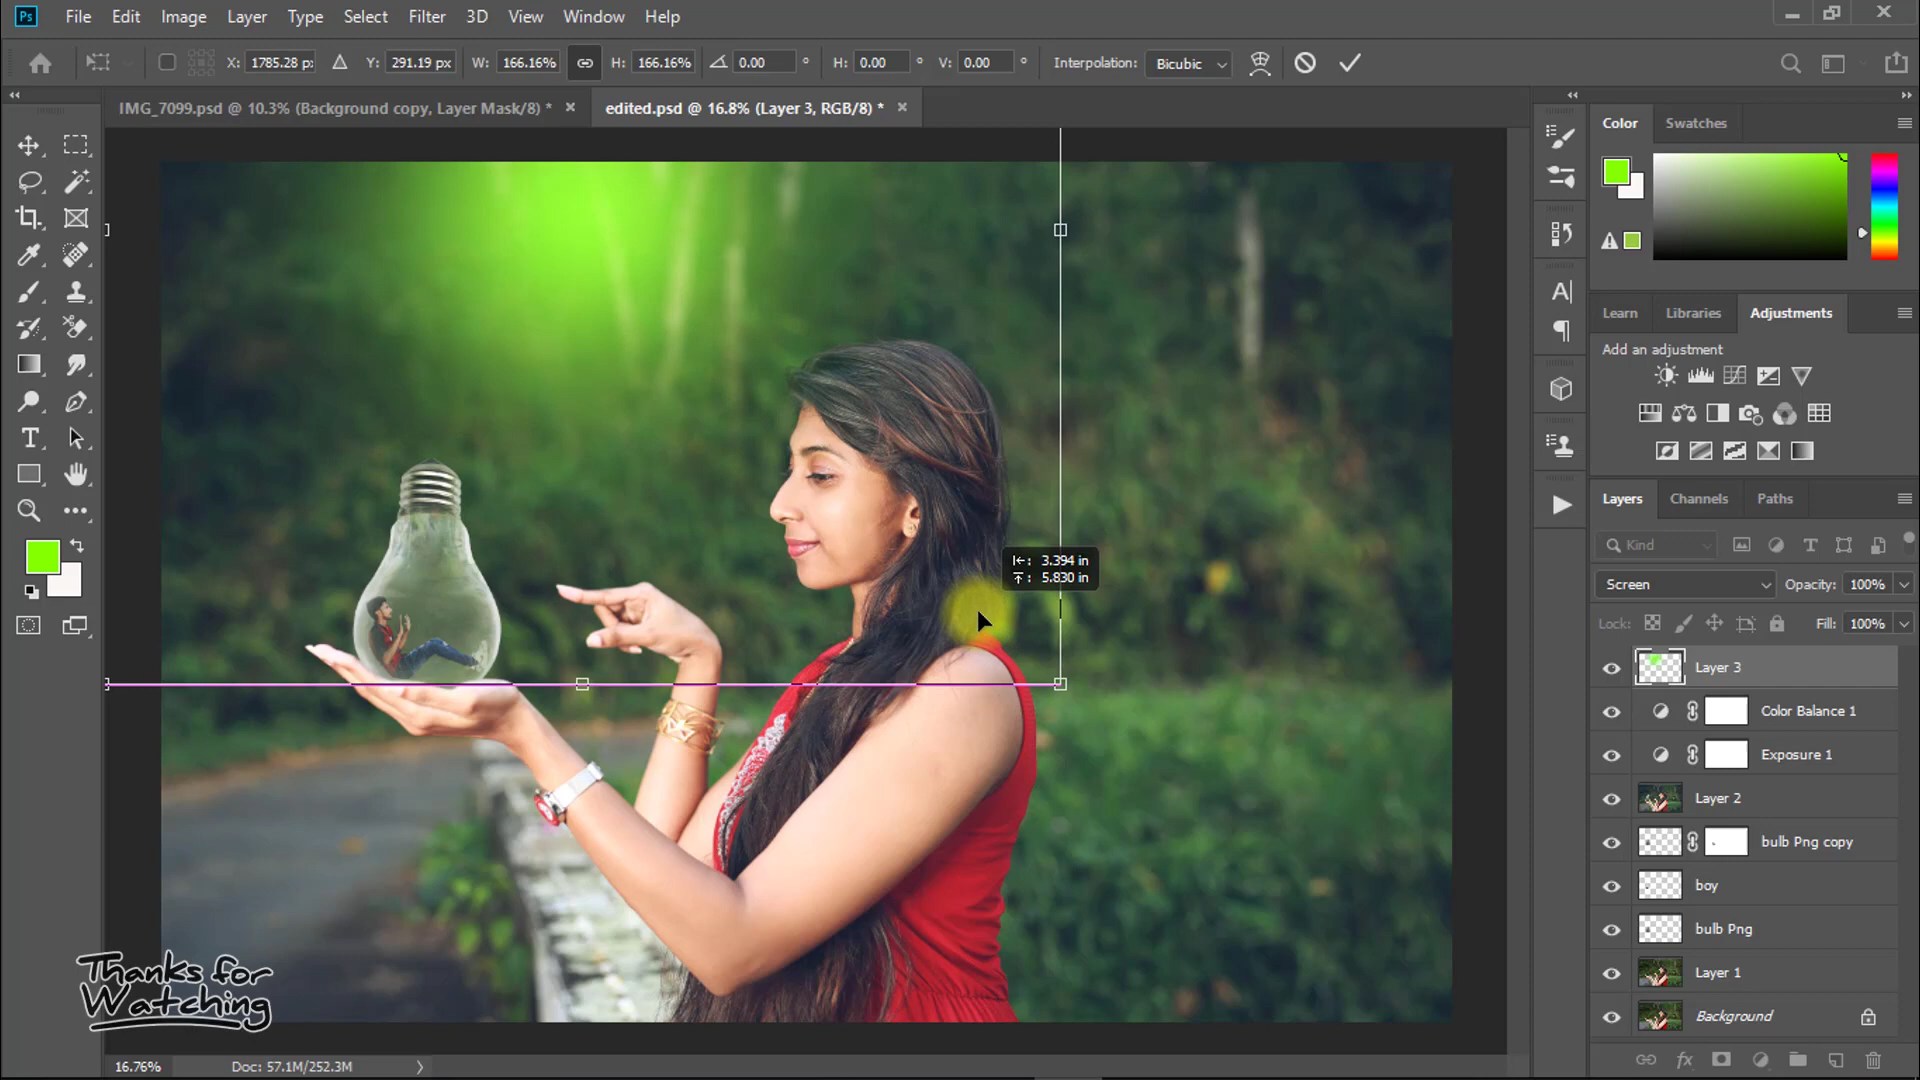 Ps File Edit Image Layer Type Select Filter 3D View Window Help
X: 1785.28 p Y: 291.19 px W: 166.16% H: 166.16% 0.00 ° H: 0.00 ° V: 0.00 ° Interpolation: Bicubic
IMG_7099.psd @ 10.3% (Background copy, Layer Mask/8) * edited.psd @ 16.8% (Layer 3, RGB/8) *
Color Swatches
Learn Libraries Adjustments
Add an adjustment
Layers Channels Paths
Kind
Screen Opacity: 100%
Lock: Fill: 100%
Layer 3
Color Balance 1
Exposure 1
Layer 2
bulb Png copy
boy
bulb Png
Layer 1
Background
3.394 in
5.830 in
Thanks for
Watching
16.76% Doc: 57.1M/252.3M